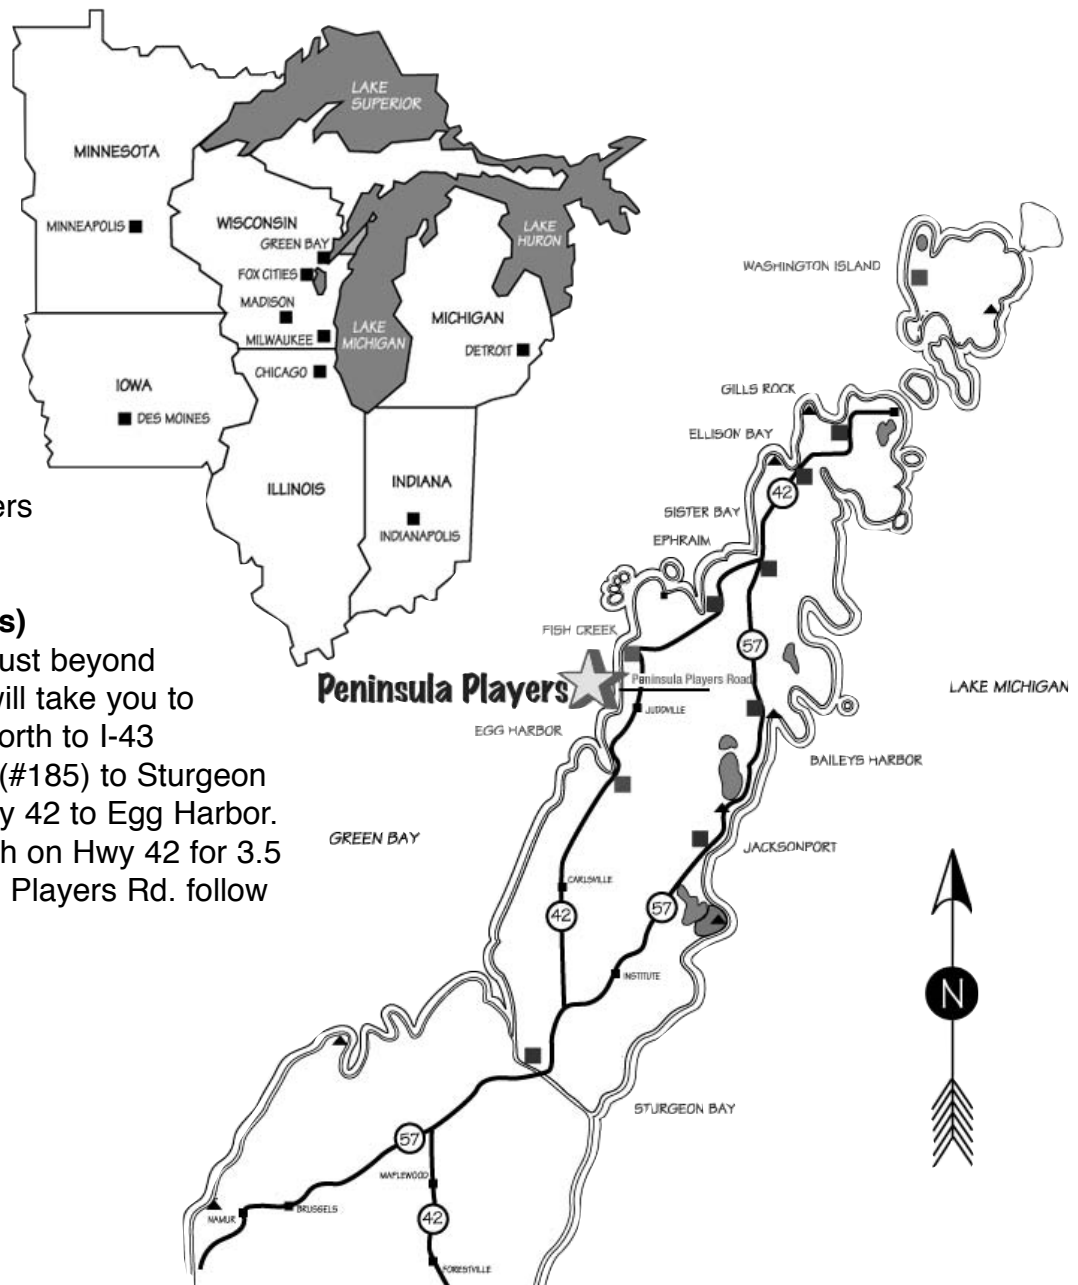 LAKE
SUPERIOR
MINNESOTA
MINNEAPOLIS
WISCONSIN
GREEN BAY
FOX CITIES
MADISON
MILWAUKEE
LAKE
MICHIGAN
LAKE
HURON
MICHIGAN
DETROIT
CHICAGO
IOWA
DES MOINES
ILLINOIS
INDIANA
INDIANAPOLIS
ers
s)
ust beyond
will take you to
orth to I-43
(#185) to Sturgeon
y 42 to Egg Harbor.
h on Hwy 42 for 3.5
Players Rd. follow
WASHINGTON ISLAND
GILLS ROCK
ELLISON BAY
42
SISTER BAY
EPHRAIM
FISH CREEK
57
Peninsula Players
Peninsula Players Road
JUDDVILLE
LAKE MICHIGAN
EGG HARBOR
BAILEYS HARBOR
GREEN BAY
JACKSONPORT
CARLSVILLE
42
57
INSTITUTE
N
STURGEON BAY
57
MAPLEWOOD
NAMUR
BRUSSELS
42
FORESTVILLE